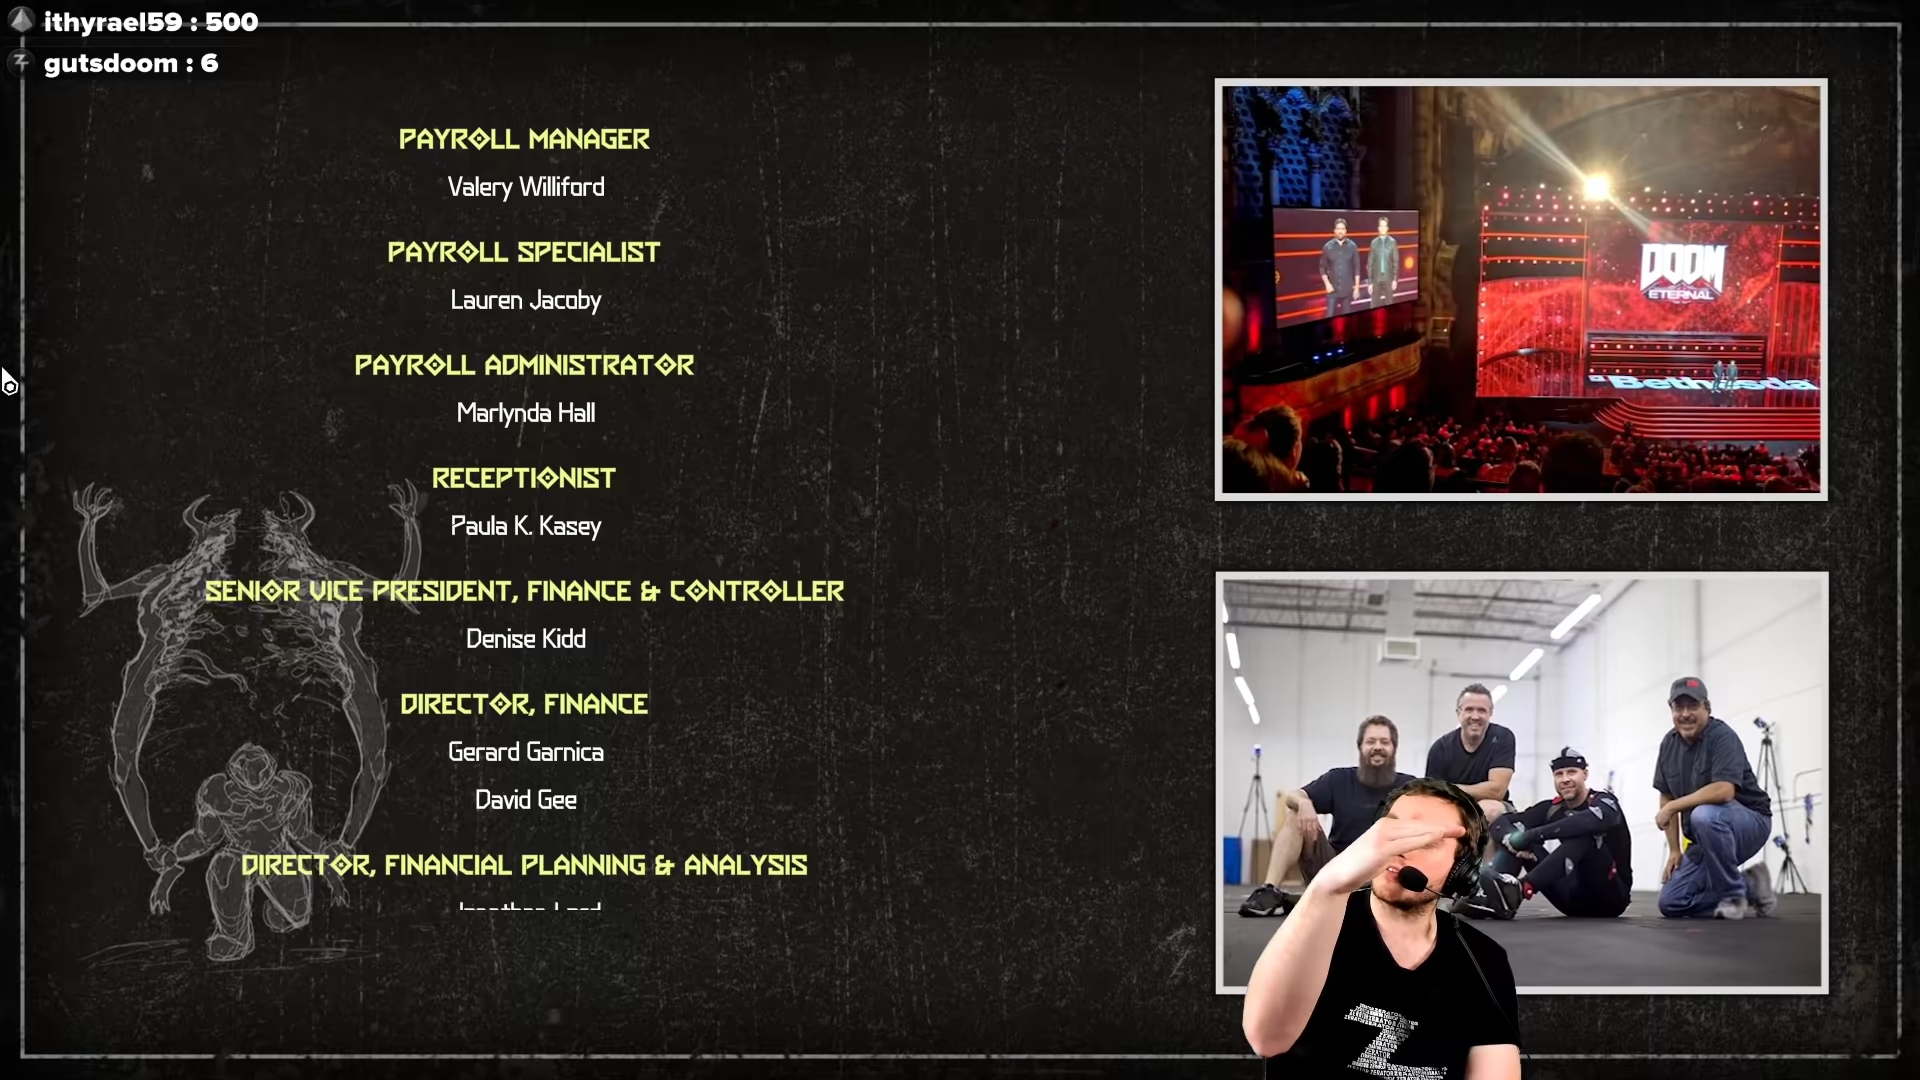 ithyrael59 : 500
gutsdoom : 6
PAYROLL MANAGER
Valery Williford
PAYROLL SPECIALIST
Lauren Jacoby
PAYROLL ADMINISTRATOR
Marlynda Hall
RECEPTIONIST
Paula K. Kasey
SENIOR VICE PRESIDENT, FINANCE & CONTROLLER
Denise Kidd
DIRECTOR, FINANCE
Gerard Garnica
David Gee
DIRECTOR, FINANCIAL PLANNING & ANALYSIS
DOOM
ETERNAL
Bethesda
ZERATOR